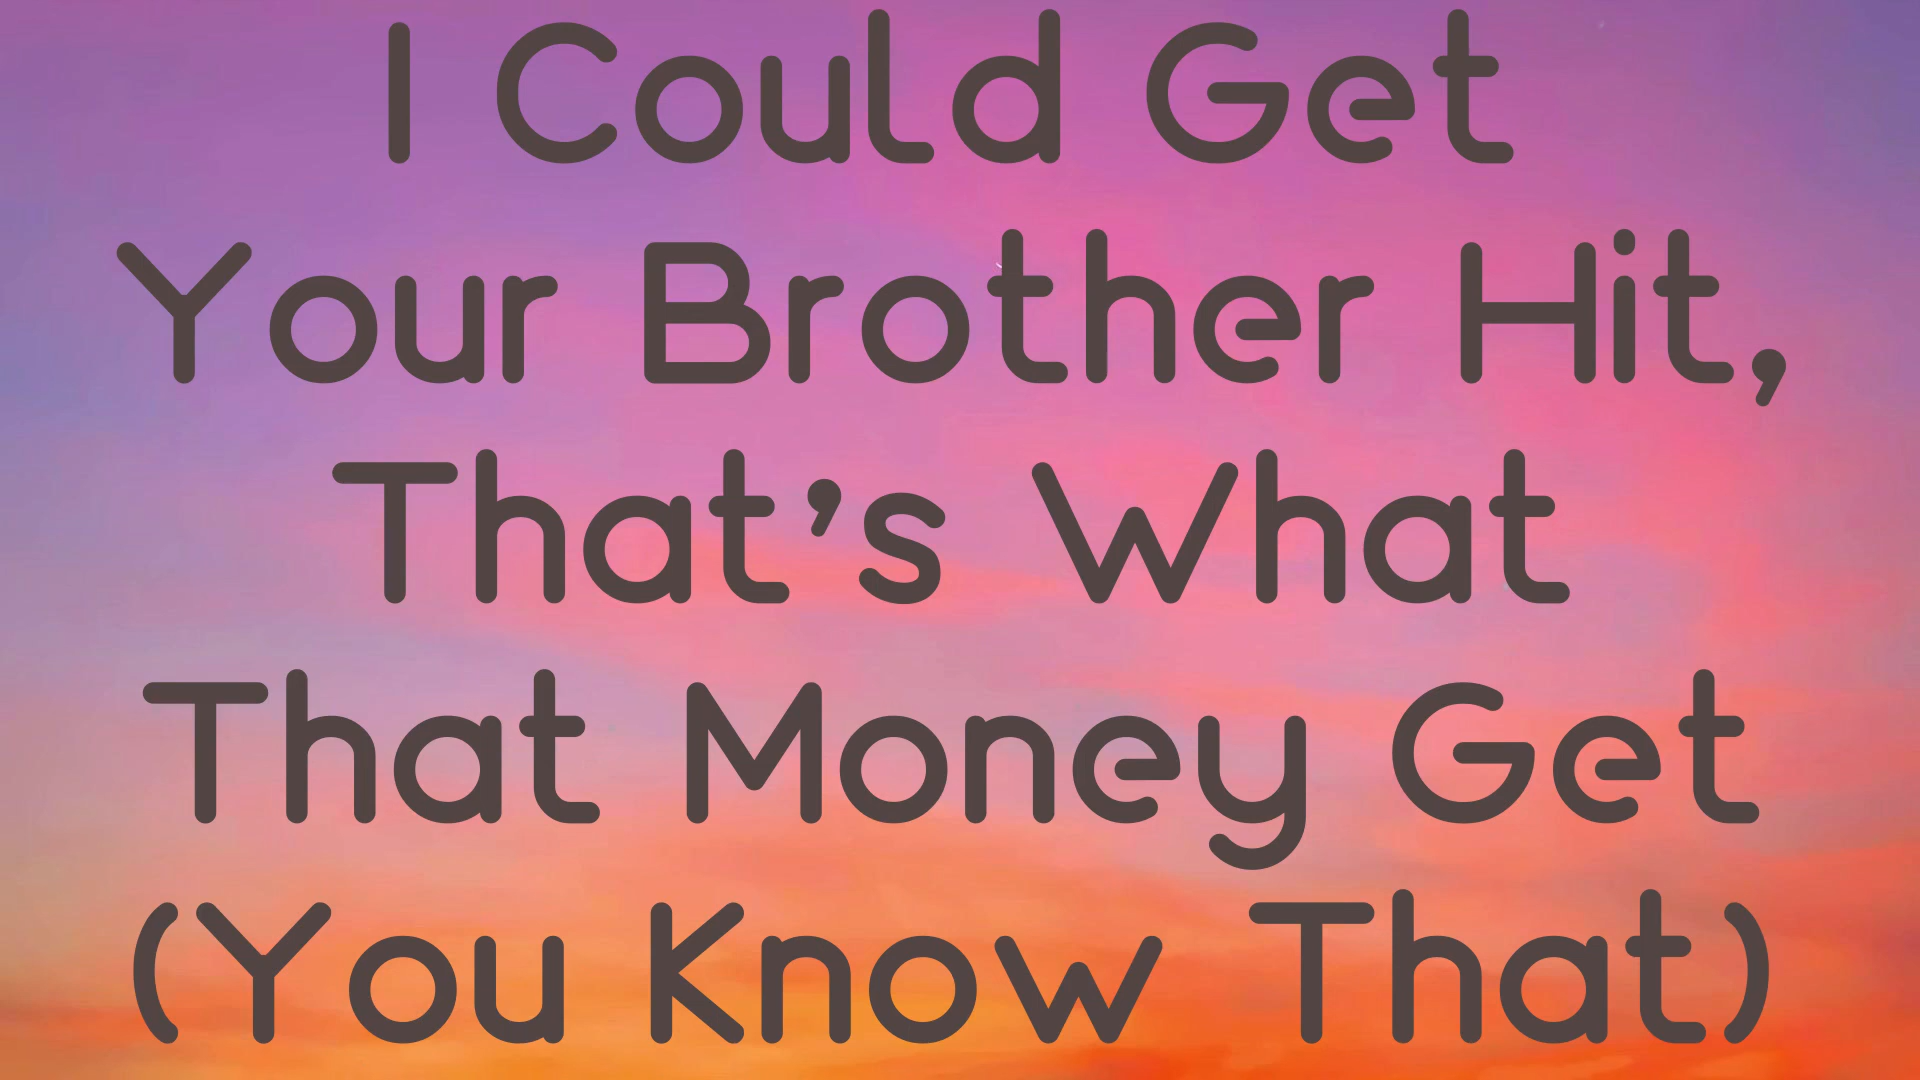 I Could Get
Your Brother Hit,
That’s What
That Money Get
(You Know That)